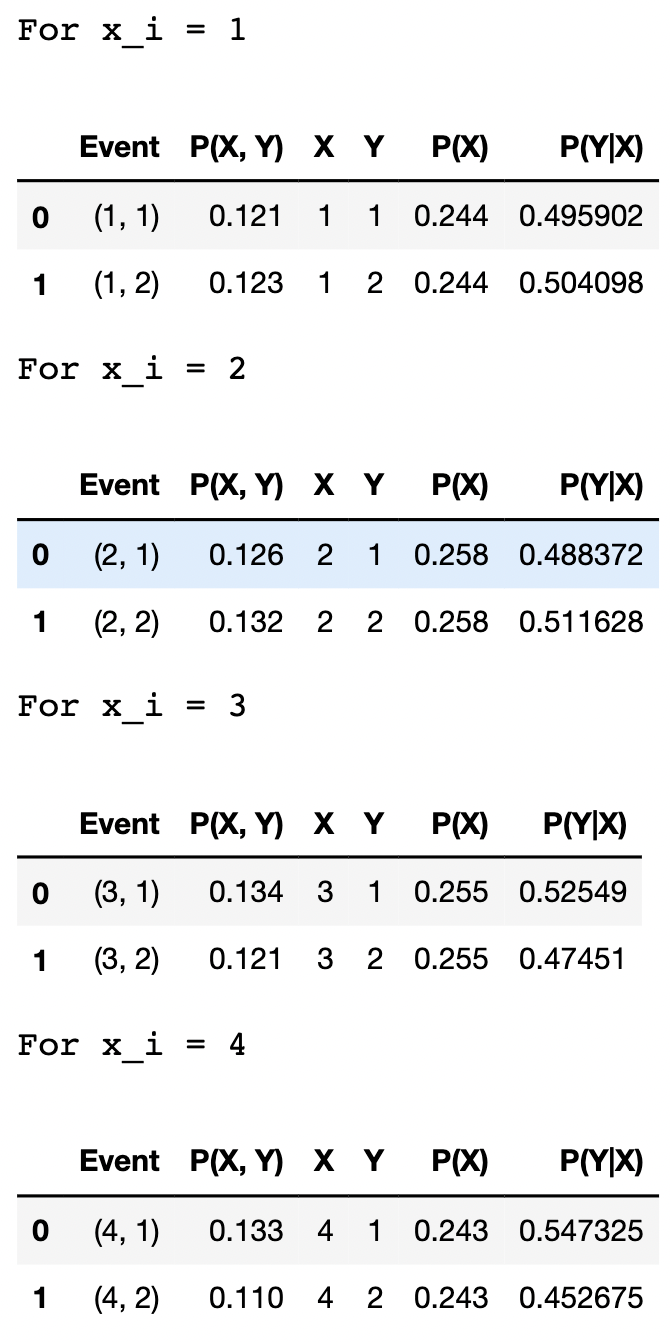 For x_i = 1
Event P(X, Y) X Y P(X) P(Y|X)
0 (1, 1) 0.121 1 1 0.244 0.495902
1 (1, 2) 0.123 1 2 0.244 0.504098
For x_i = 2
Event P(X, Y) X Y P(X) P(Y|X)
0 (2, 1) 0.126 2 1 0.258 0.488372
1 (2, 2) 0.132 2 2 0.258 0.511628
For x_i = 3
Event P(X, Y) X Y P(X) P(Y|X)
0 (3, 1) 0.134 3 1 0.255 0.52549
1 (3, 2) 0.121 3 2 0.255 0.47451
For x_i = 4
Event P(X, Y) X Y P(X) P(Y|X)
0 (4, 1) 0.133 4 1 0.243 0.547325
1 (4, 2) 0.110 4 2 0.243 0.452675